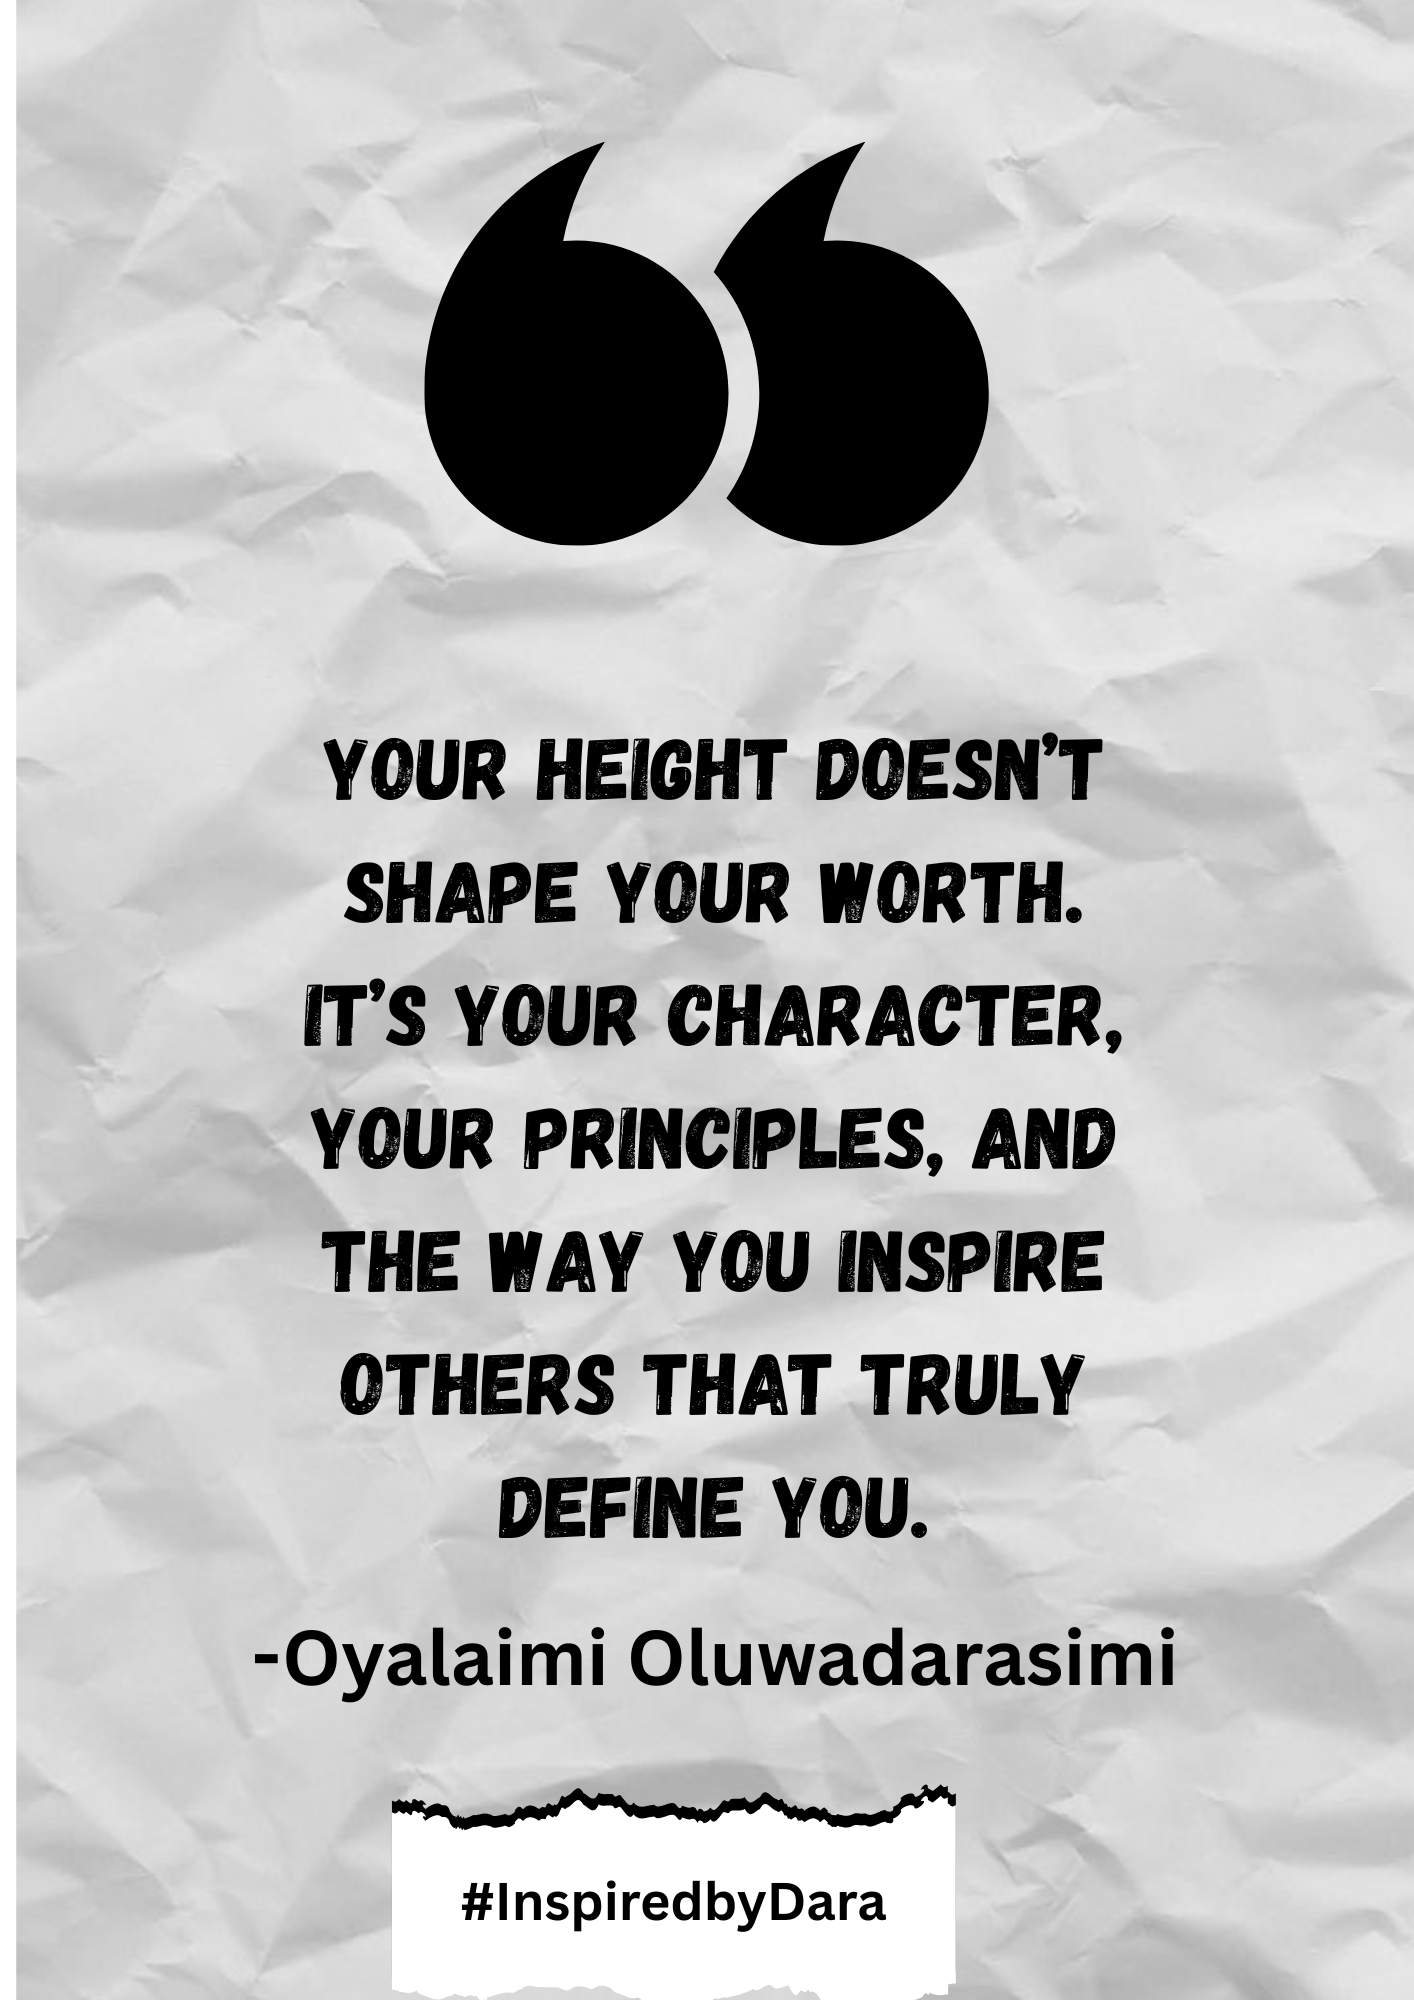 YOUR HEIGHT DOESN’T
SHAPE YOUR WORTH.
IT’S YOUR CHARACTER,
YOUR PRINCIPLES, AND
THE WAY YOU INSPIRE
OTHERS THAT TRULY
DEFINE YOU.
-Oyalaimi Oluwadarasimi
#InspiredbyDara